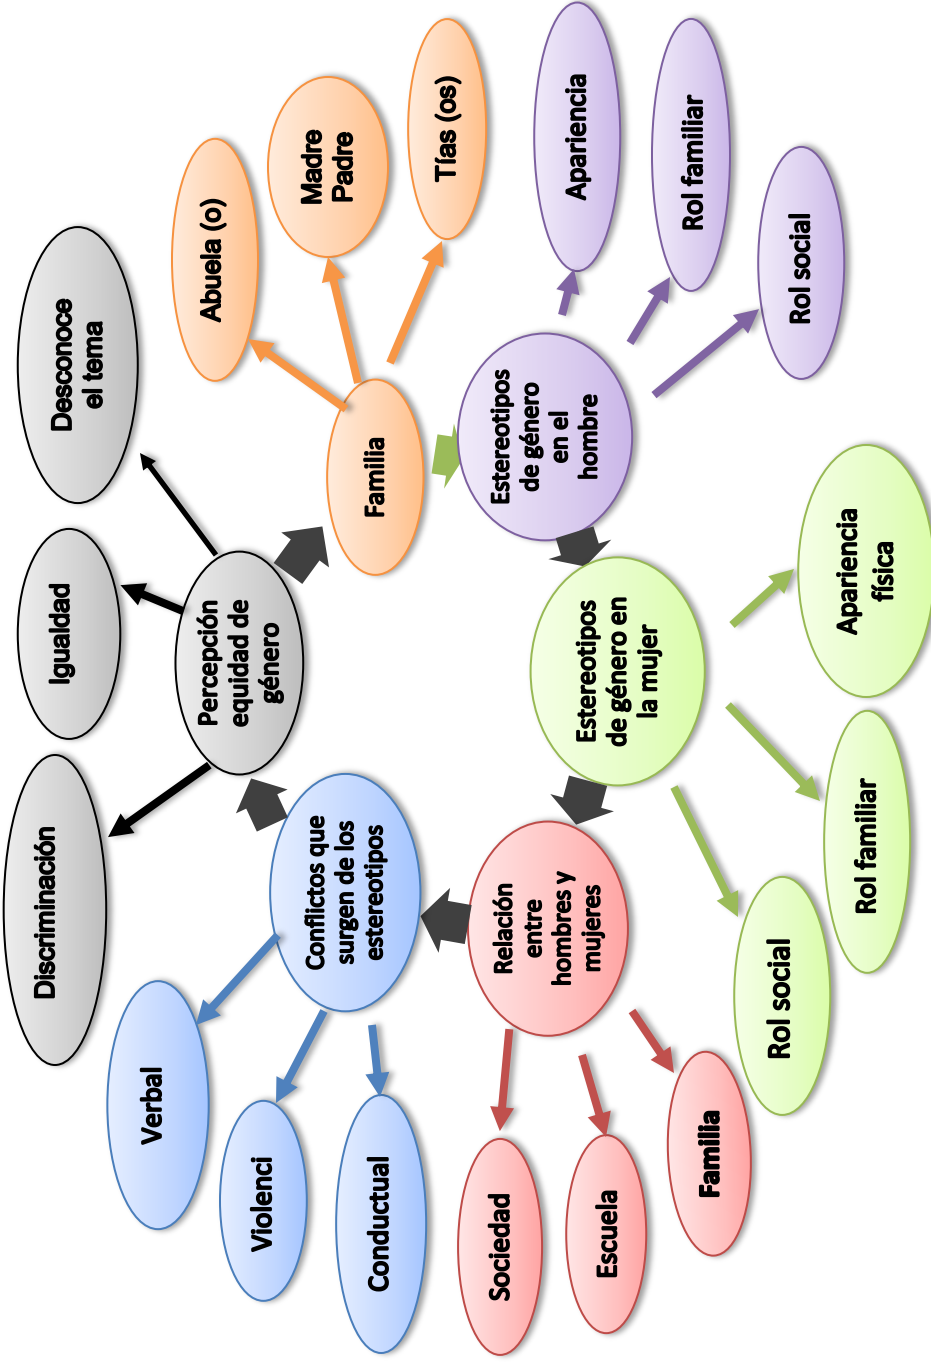 Percepción
equidad de
género
Discriminación
Igualdad
Desconoce
el tema
Familia
Abuela (o)
Madre
Padre
Tías (os)
Estereotipos
de género
en el
hombre
Apariencia
Rol familiar
Rol social
Estereotipos
de género en
la mujer
Apariencia
física
Rol familiar
Rol social
Relación
entre
hombres y
mujeres
Familia
Escuela
Sociedad
Conflictos que
surgen de los
estereotipos
Conductual
Violenci
Verbal